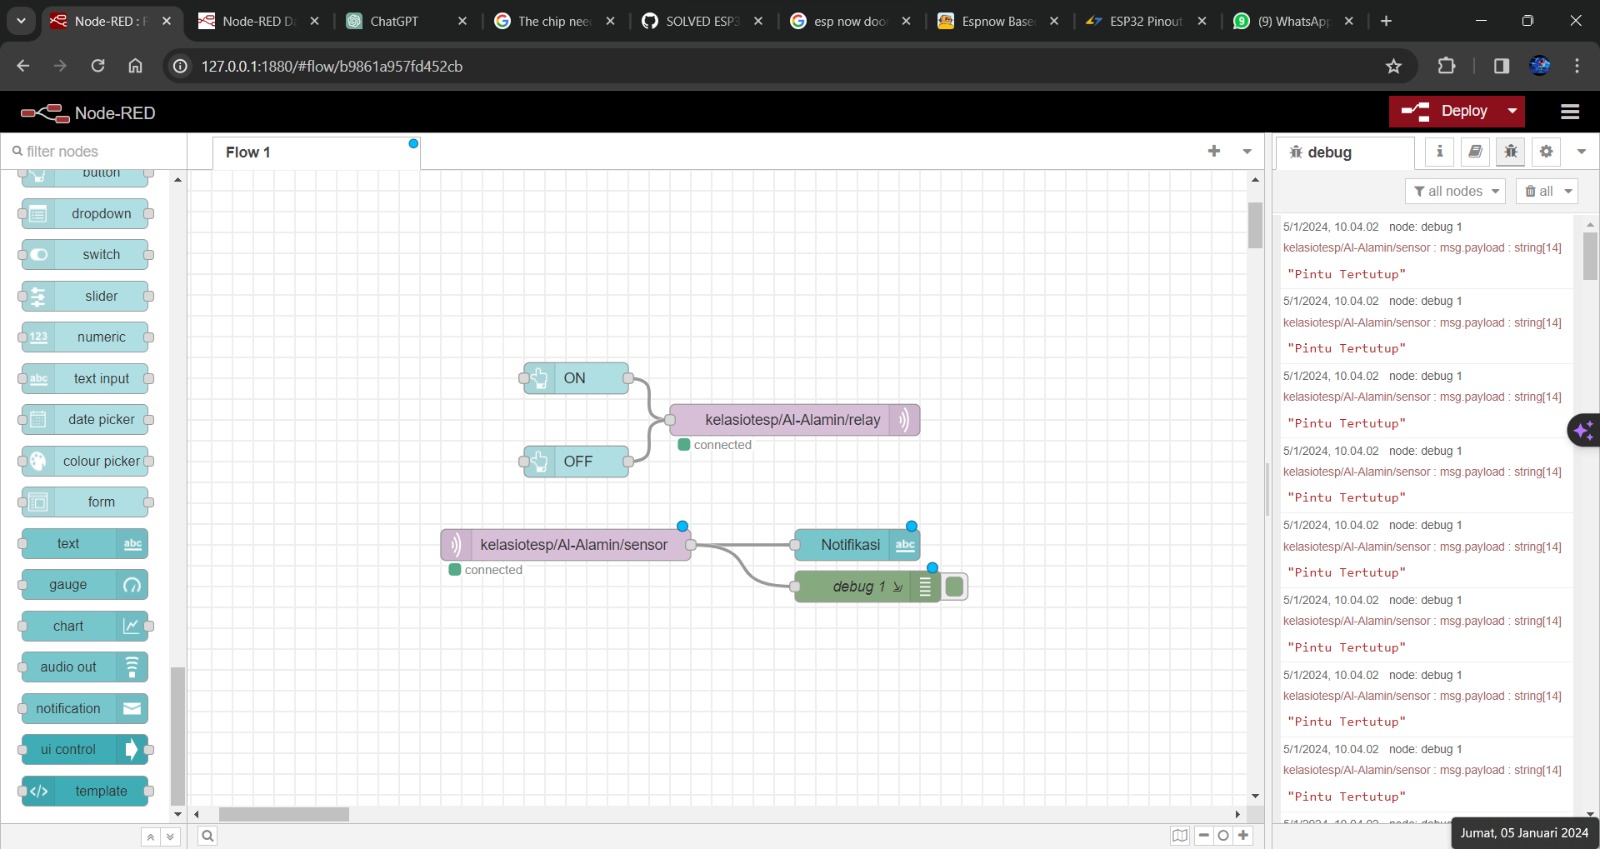 Node-RED : F
Node-RED Da
ChatGPT
The chip nee
SOLVED ESP3
esp now doo
Espnow Base
ESP32 Pinout
(9) WhatsApp
127.0.0.1:1880/#flow/b9861a957fd452cb
Node-RED
Deploy
filter nodes
Flow 1
debug
all nodes
all
button
dropdown
switch
slider
123 numeric
abc text input
date picker
colour picker
form
text abc
gauge
chart
audio out
notification
ui control
</> template
ON
OFF
kelasiotesp/Al-Alamin/relay
connected
kelasiotesp/Al-Alamin/sensor
connected
Notifikasi abc
debug 1
5/1/2024, 10.04.02 node: debug 1
kelasiotesp/Al-Alamin/sensor : msg.payload : string[14]
"Pintu Tertutup"
5/1/2024, 10.04.02 node: debug 1
kelasiotesp/Al-Alamin/sensor : msg.payload : string[14]
"Pintu Tertutup"
5/1/2024, 10.04.02 node: debug 1
kelasiotesp/Al-Alamin/sensor : msg.payload : string[14]
"Pintu Tertutup"
5/1/2024, 10.04.02 node: debug 1
kelasiotesp/Al-Alamin/sensor : msg.payload : string[14]
"Pintu Tertutup"
5/1/2024, 10.04.02 node: debug 1
kelasiotesp/Al-Alamin/sensor : msg.payload : string[14]
"Pintu Tertutup"
5/1/2024, 10.04.02 node: debug 1
kelasiotesp/Al-Alamin/sensor : msg.payload : string[14]
"Pintu Tertutup"
5/1/2024, 10.04.02 node: debug 1
kelasiotesp/Al-Alamin/sensor : msg.payload : string[14]
"Pintu Tertutup"
5/1/2024, 10.04.02 node: debug 1
kelasiotesp/Al-Alamin/sensor : msg.payload : string[14]
"Pintu Tertutup"
Jumat, 05 Januari 2024